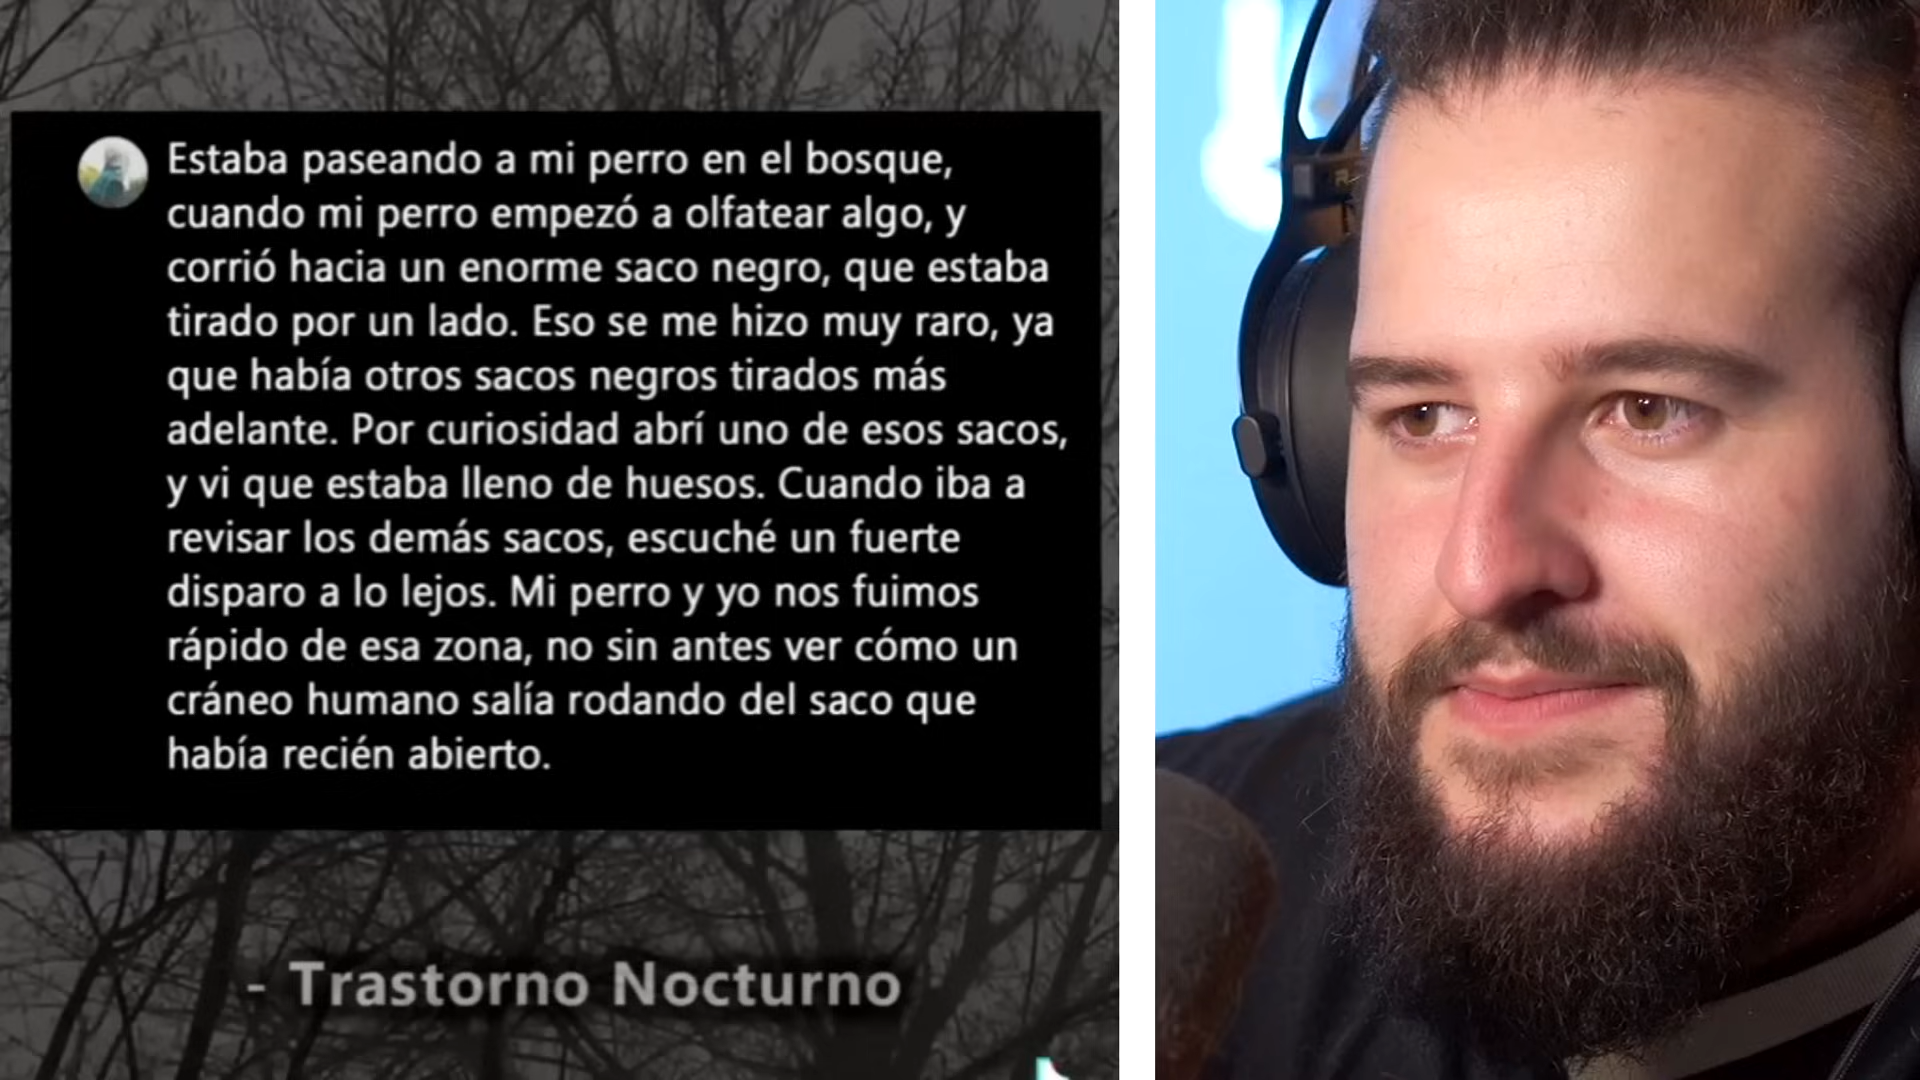 Estaba paseando a mi perro en el bosque,
cuando mi perro empezó a olfatear algo, y
corrió hacia un enorme saco negro, que estaba
tirado por un lado. Eso se me hizo muy raro, ya
que había otros sacos negros tirados más
adelante. Por curiosidad abrí uno de esos sacos,
y vi que estaba lleno de huesos. Cuando iba a
revisar los demás sacos, escuché un fuerte
disparo a lo lejos. Mi perro y yo nos fuimos
rápido de esa zona, no sin antes ver cómo un
cráneo humano salía rodando del saco que
había recién abierto.
- Trastorno Nocturno